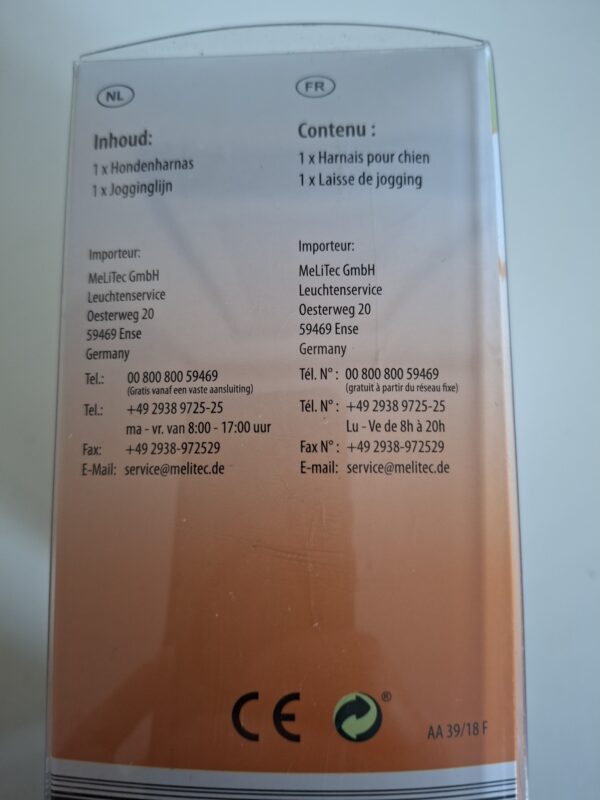 NL
Inhoud:
1 x Hondenharnas
1 x Jogginglijn
Importeur:
MeLiTec GmbH
Leuchtenservice
Oesterweg 20
59469 Ense
Germany
Tel.: 00 800 800 59469
(Gratis vanaf een vaste aansluiting)
Tel.: +49 2938 9725-25
ma - vr. van 8:00 - 17:00 uur
Fax: +49 2938-972529
E-Mail: service@melitec.de
FR
Contenu :
1 x Harnais pour chien
1 x Laisse de jogging
Importeur:
MeLiTec GmbH
Leuchtenservice
Oesterweg 20
59469 Ense
Germany
Tél. N° : 00 800 800 59469
(gratuit à partir du réseau fixe)
Tél. N° : +49 2938 9725-25
Lu - Ve de 8h à 20h
Fax N° : +49 2938-972529
E-mail: service@melitec.de
CE ®
AA 39/18 F